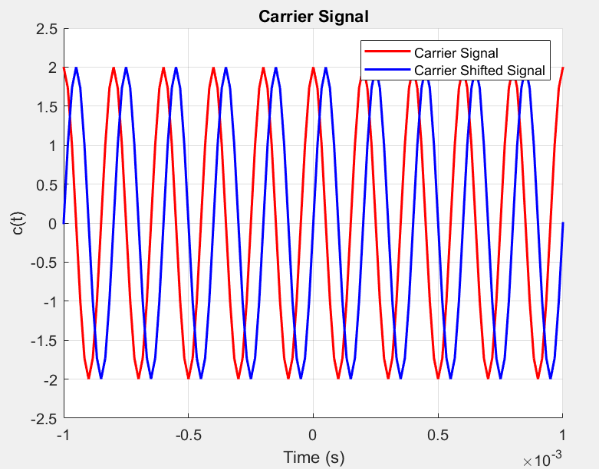 Carrier Signal
2.5
Carrier Signal
Carrier Shifted Signal
2
1.5
1
0.5
0
-0.5
-1
-1.5
-2
-2.5
c(t)
-1 -0.5 0 0.5 1
Time (s)
×10⁻³